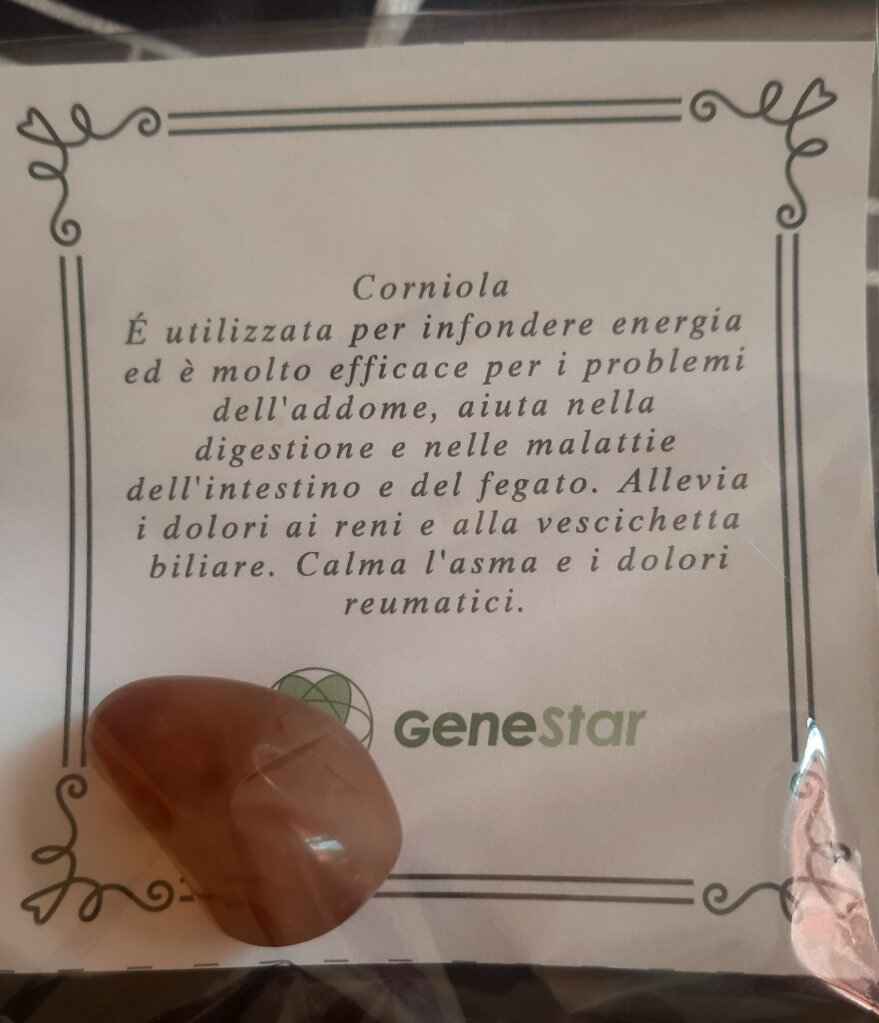 Corniola
É utilizzata per infondere energia
ed è molto efficace per i problemi
dell'addome, aiuta nella
digestione e nelle malattie
dell'intestino e del fegato. Allevia
i dolori ai reni e alla vescichetta
biliare. Calma l'asma e i dolori
reumatici.
GeneStar